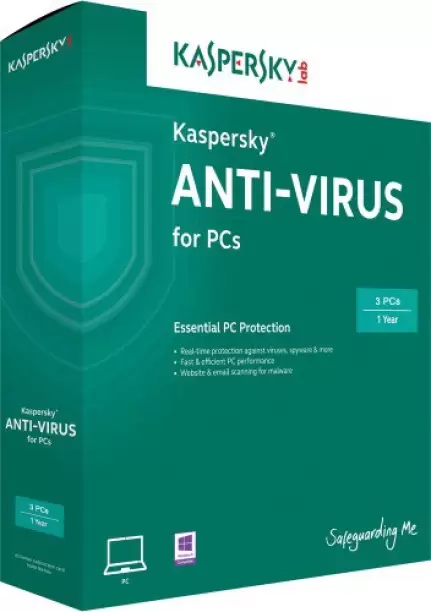 KASPERSKY lab
Kaspersky®
ANTI-VIRUS
for PCs
3 PCs
1 Year
Essential PC Protection
• Real-time protection against viruses, spyware & more
• Fast & efficient PC performance
• Website & email scanning for malware
Kaspersky®
ANTI-VIRUS
for PCs
3 PCs
1 Year
PC
Safeguarding Me